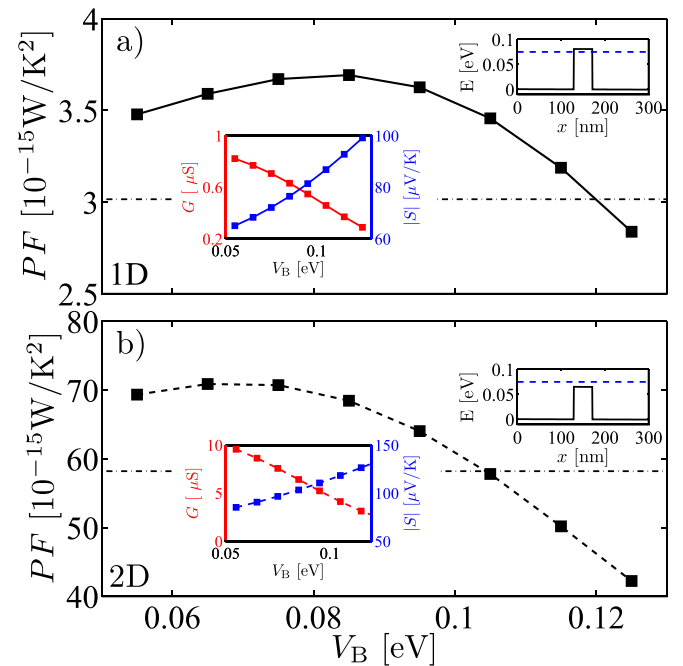 a)
4
3.5
3
2.5
PF [10⁻¹⁵W/K²]
1D
1
0.6
0.2
G [ μS]
100
80
60
|S| [μV/K]
0.05
0.1
V_B [eV]
0.1
0.05
0
E [eV]
0
100
200
300
x [nm]
b)
80
70
60
50
40
PF [10⁻¹⁵W/K²]
2D
10
5
0
G [ μS]
150
100
50
|S| [μV/K]
0.05
0.1
V_B [eV]
0.1
0.05
0
E [eV]
0
100
200
300
x [nm]
0.06
0.08
0.1
0.12
V_B [eV]